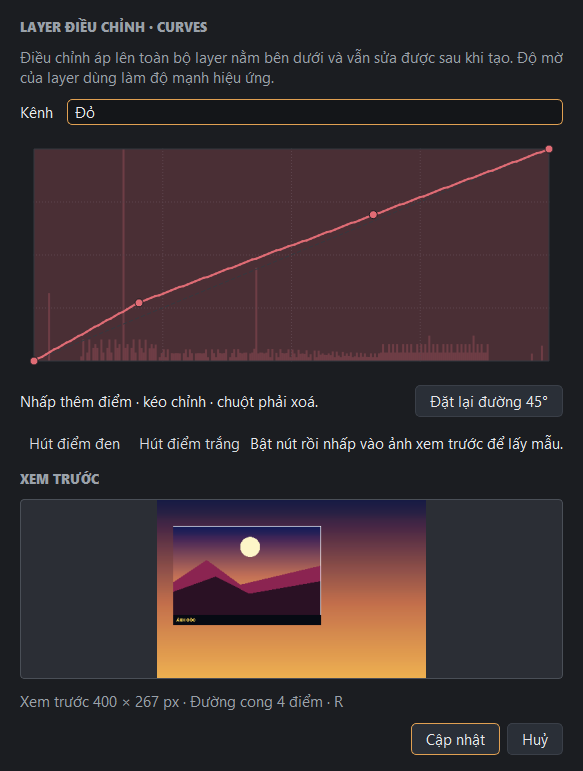 LAYER ĐIỀU CHỈNH · CURVES
Điều chỉnh áp lên toàn bộ layer nằm bên dưới và vẫn sửa được sau khi tạo. Độ mờ
của layer dùng làm độ mạnh hiệu ứng.
Kênh Đỏ
Nhấp thêm điểm · kéo chỉnh · chuột phải xoá. Đặt lại đường 45°
Hút điểm đen Hút điểm trắng Bật nút rồi nhấp vào ảnh xem trước để lấy mẫu.
XEM TRƯỚC
ẢNH GỐC
Xem trước 400 × 267 px · Đường cong 4 điểm · R
Cập nhật Huỷ